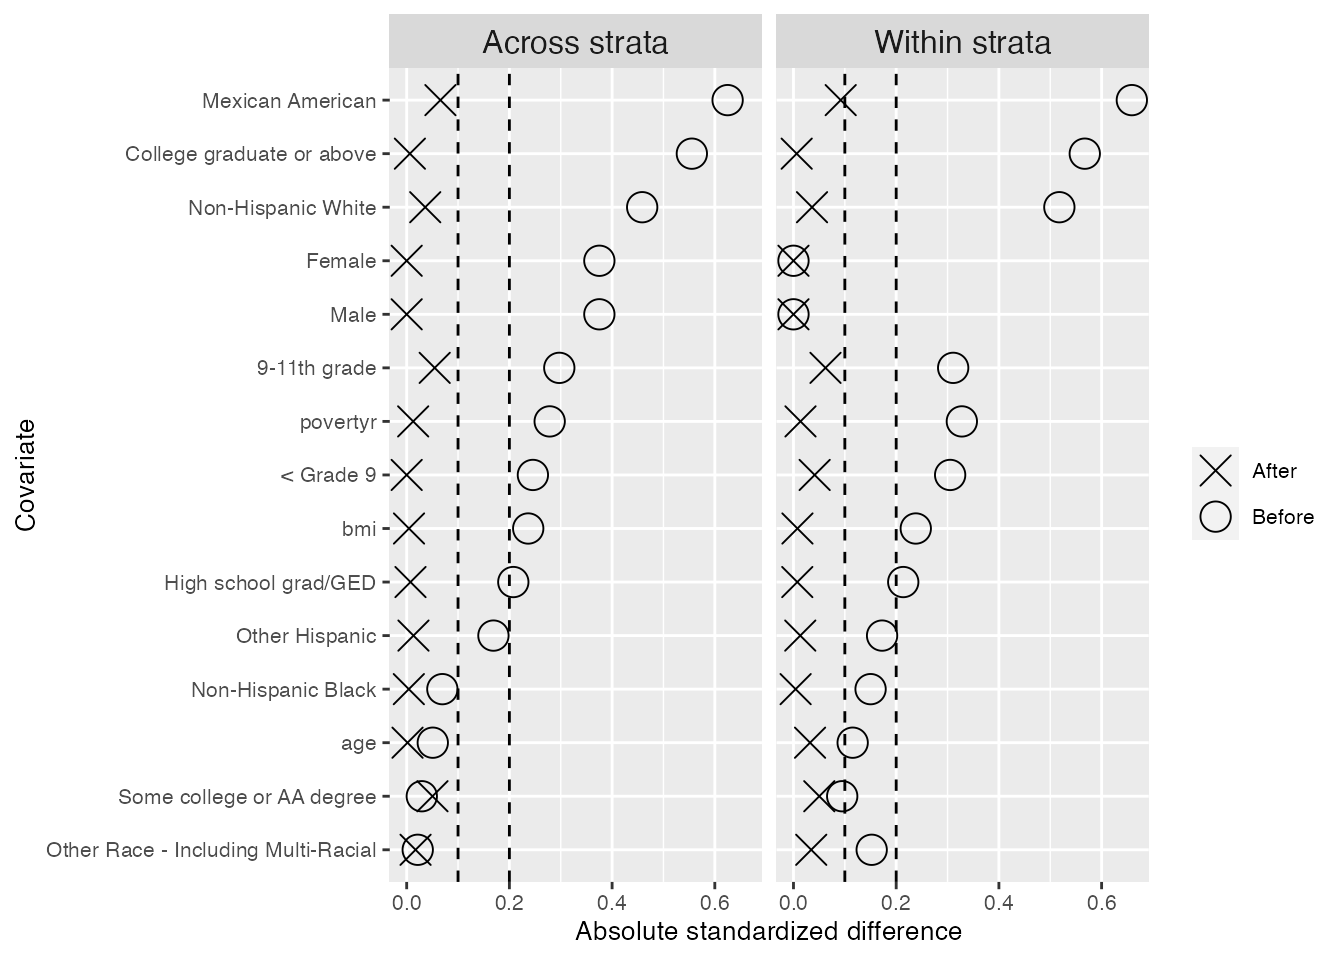 Across strata
Within strata
Covariate
Mexican American
College graduate or above
Non-Hispanic White
Female
Male
9-11th grade
povertyr
< Grade 9
bmi
High school grad/GED
Other Hispanic
Non-Hispanic Black
age
Some college or AA degree
Other Race - Including Multi-Racial
0.0 0.2 0.4 0.6
0.0 0.2 0.4 0.6
Absolute standardized difference
After
Before